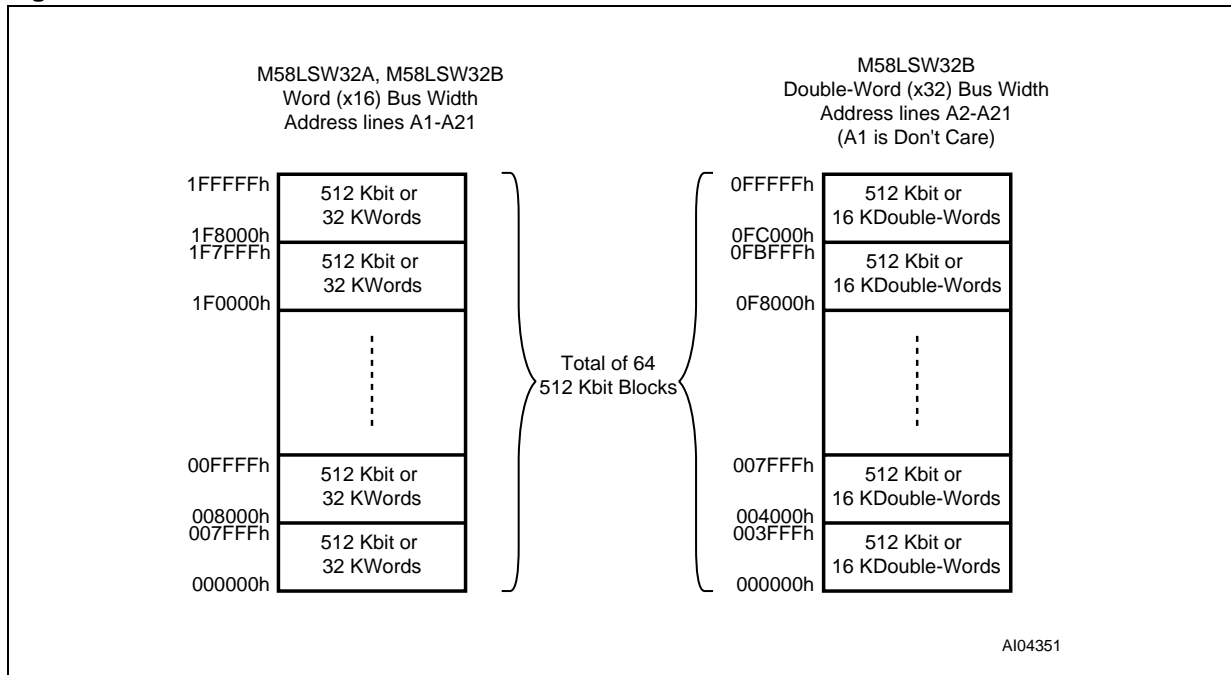 M58LSW32A, M58LSW32B
Word (x16) Bus Width
Address lines A1-A21
1FFFFFh
512 Kbit or
32 KWords
1F8000h
1F7FFFh
512 Kbit or
32 KWords
1F0000h
00FFFFh
512 Kbit or
32 KWords
008000h
007FFFh
512 Kbit or
32 KWords
000000h
Total of 64
512 Kbit Blocks
M58LSW32B
Double-Word (x32) Bus Width
Address lines A2-A21
(A1 is Don't Care)
0FFFFFh
512 Kbit or
16 KDouble-Words
0FC000h
0FBFFFh
512 Kbit or
16 KDouble-Words
0F8000h
007FFFh
512 Kbit or
16 KDouble-Words
004000h
003FFFh
512 Kbit or
16 KDouble-Words
000000h
AI04351